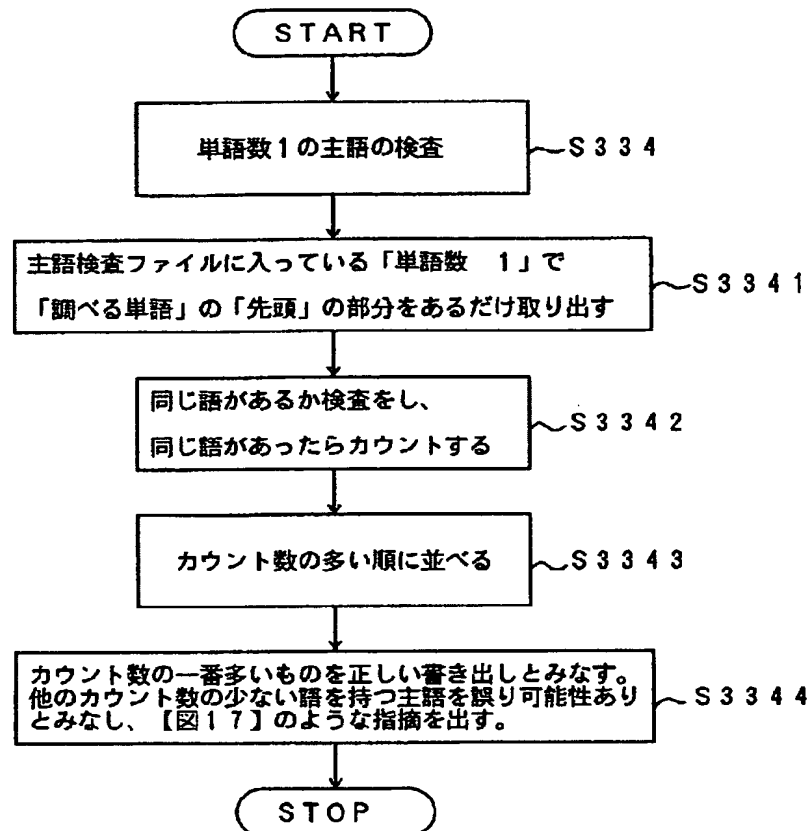 START
単語数1の主語の検査
S334
主語検査ファイルに入っている「単語数　1」で
「調べる単語」の「先頭」の部分をあるだけ取り出す
S3341
同じ語があるか検査をし、
同じ語があったらカウントする
S3342
カウント数の多い順に並べる
S3343
カウント数の一番多いものを正しい書き出しとみなす。
他のカウント数の少ない語を持つ主語を誤り可能性あり
とみなし、【図17】のような指摘を出す。
S3344
STOP